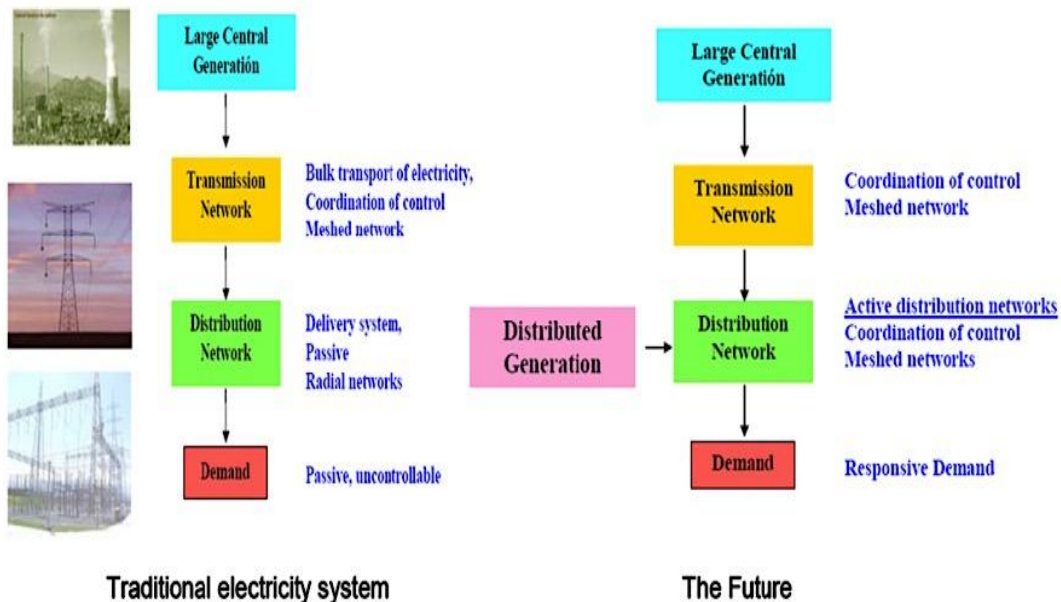 Large Central
Generatión
Transmission
Network
Bulk transport of electricity,
Coordination of control
Meshed network
Distribution
Network
Delivery system,
Passive
Radial networks
Demand
Passive, uncontrollable
Traditional electricity system
Large Central
Generatión
Transmission
Network
Coordination of control
Meshed network
Distributed
Generation
Distribution
Network
Active distribution networks
Coordination of control
Meshed networks
Demand
Responsive Demand
The Future